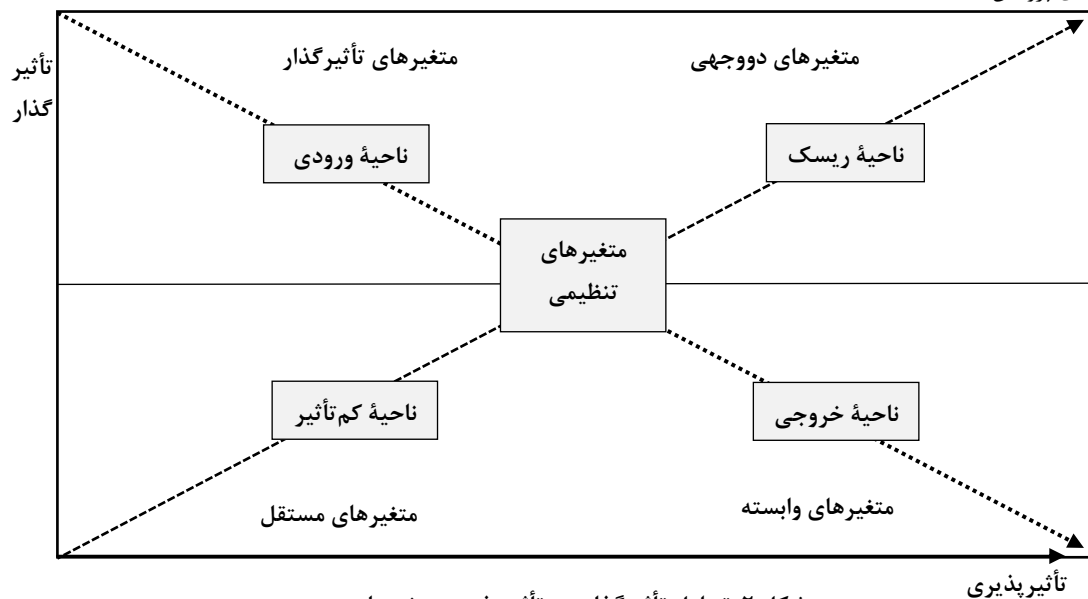 متغیرهای تأثیرگذار
متغیرهای دووجهی
تأثیر
گذار
ناحیهٔ ورودی
ناحیهٔ ریسک
متغیرهای
تنظیمی
ناحیهٔ کم‌تأثیر
ناحیهٔ خروجی
متغیرهای مستقل
متغیرهای وابسته
تأثیرپذیری